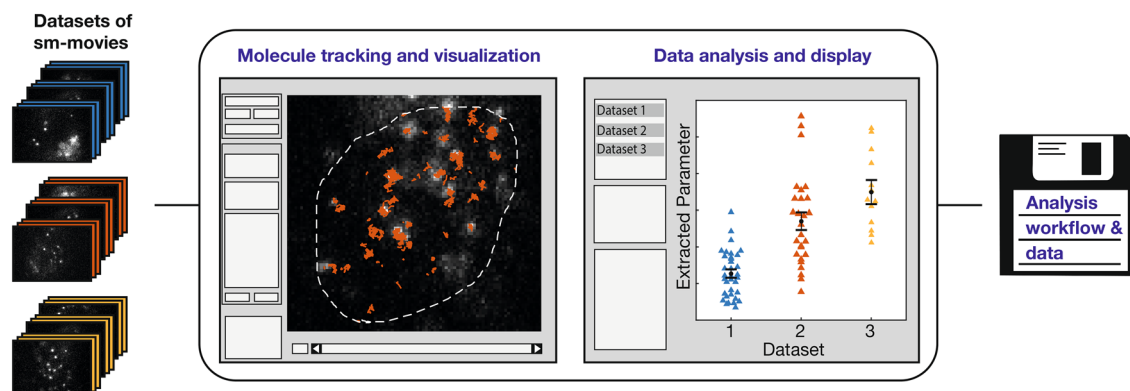 Datasets of
sm-movies
Molecule tracking and visualization
Data analysis and display
Dataset 1
Dataset 2
Dataset 3
Extracted Parameter
1 2 3
Dataset
Analysis
workflow &
data